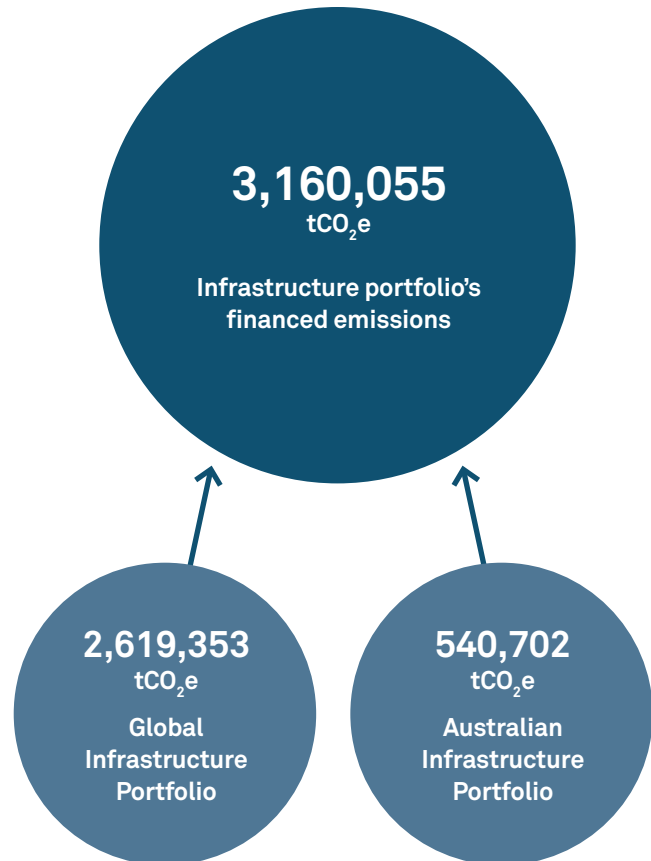 3,160,055
tCO₂e
Infrastructure portfolio’s
financed emissions
2,619,353
tCO₂e
Global
Infrastructure
Portfolio
540,702
tCO₂e
Australian
Infrastructure
Portfolio